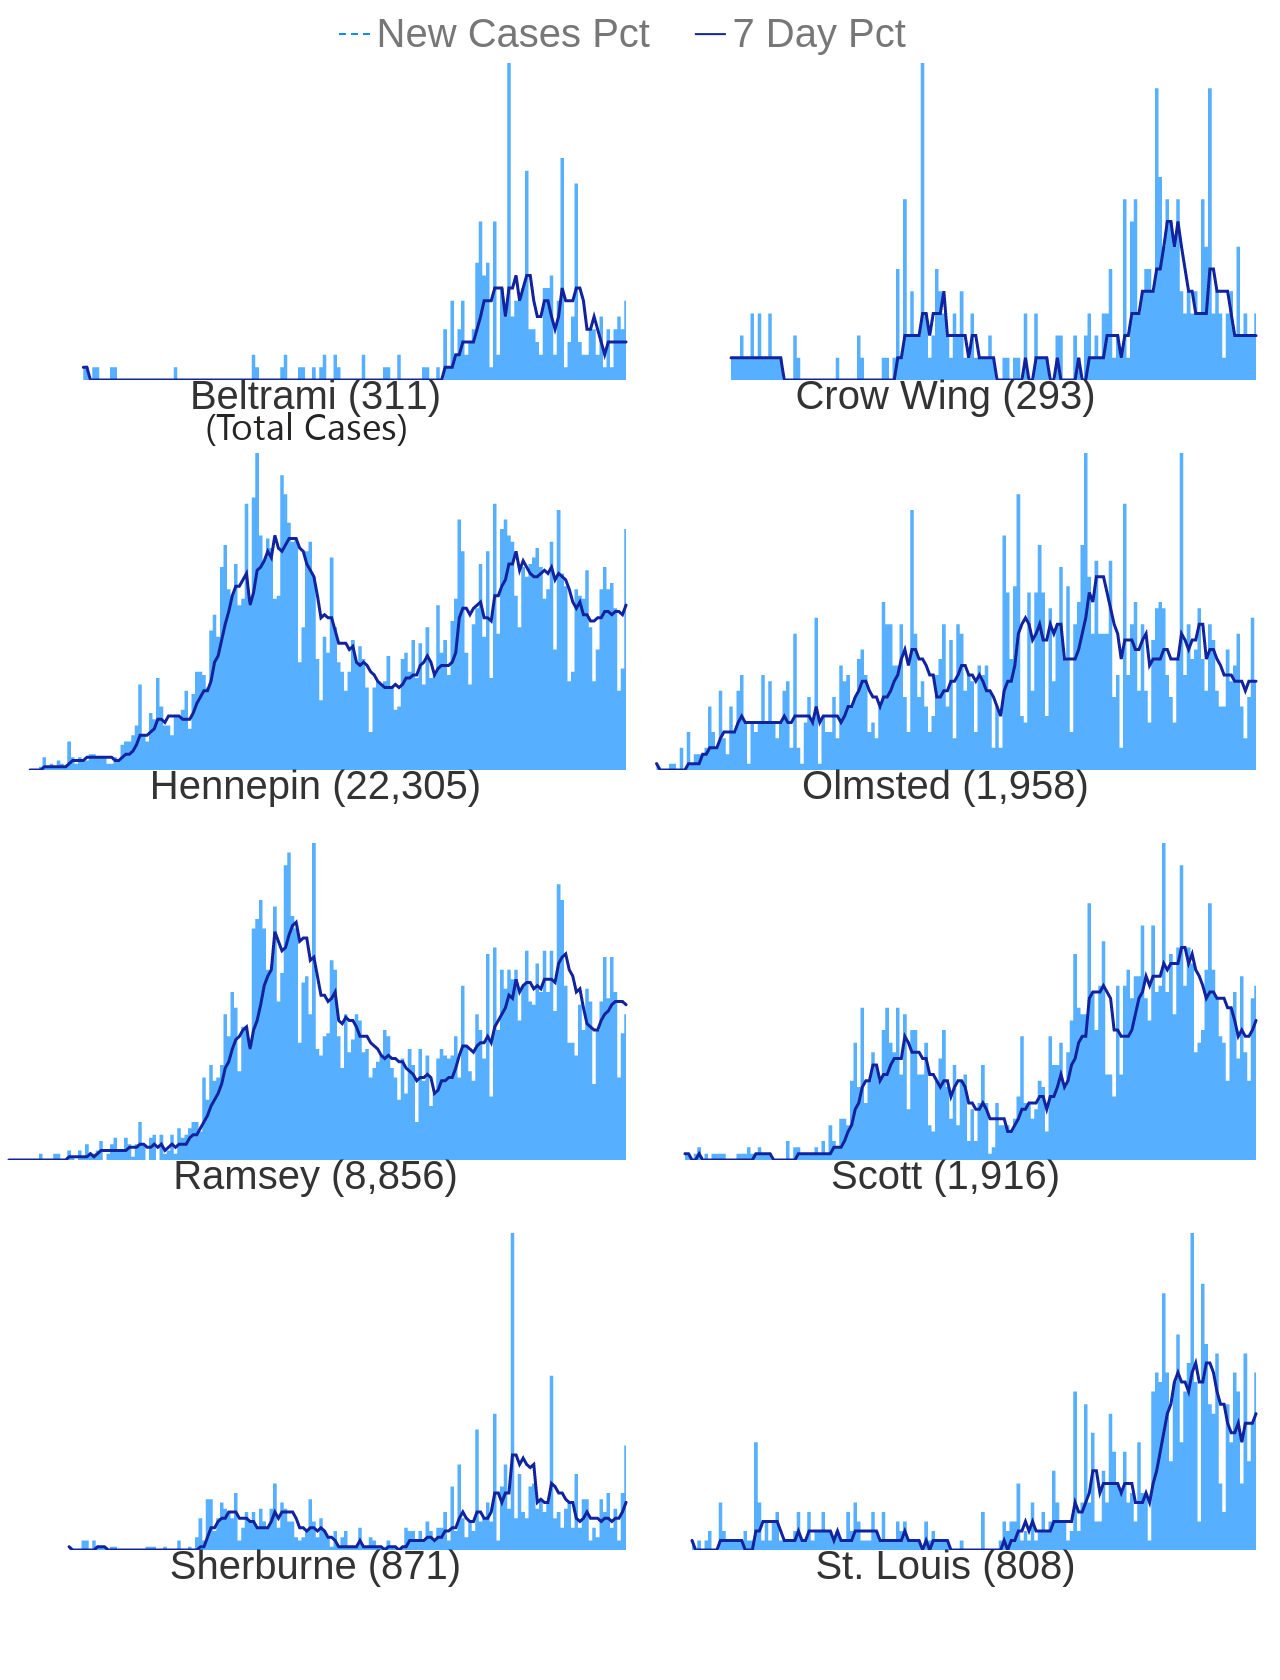 New Cases Pct 7 Day Pct
Beltrami (311) Crow Wing (293)
(Total Cases)
Hennepin (22,305) Olmsted (1,958)
Ramsey (8,856) Scott (1,916)
Sherburne (871) St. Louis (808)